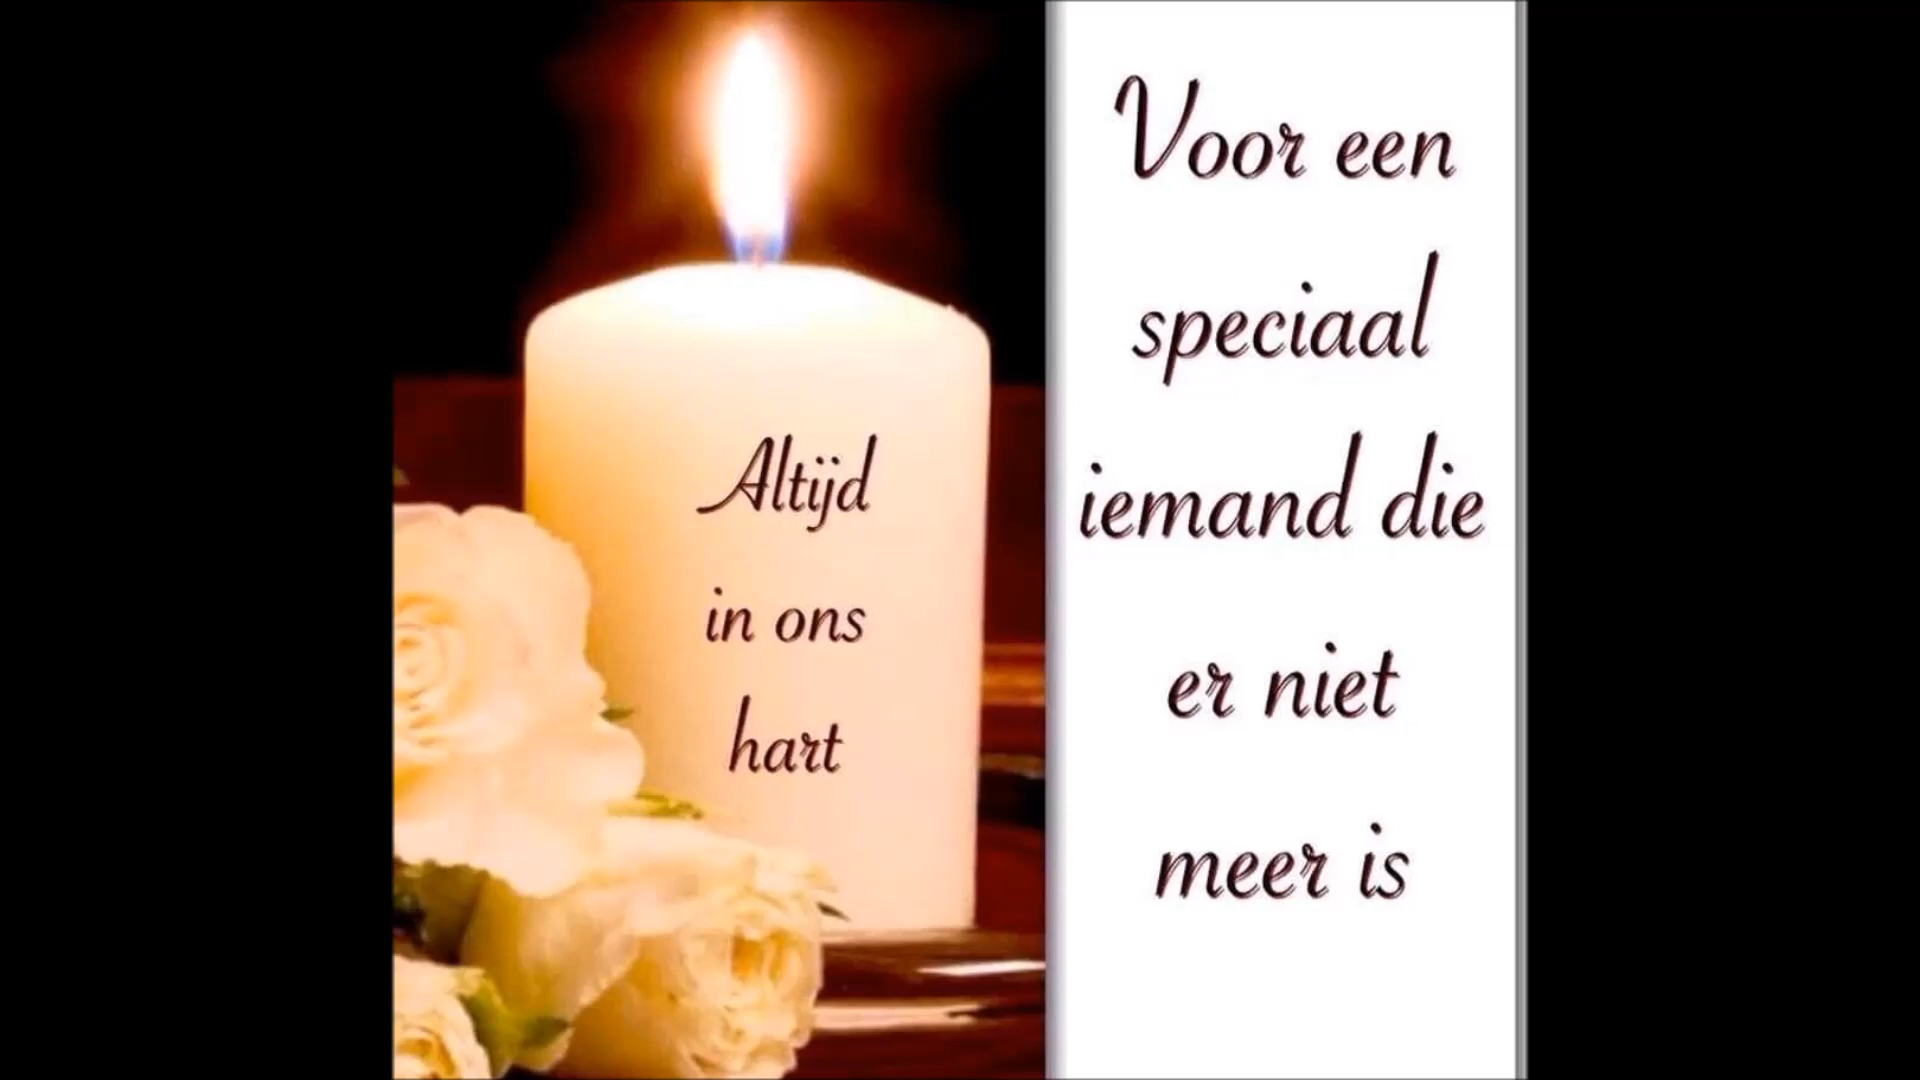 Altijd
in ons
hart
Voor een
speciaal
iemand die
er niet
meer is